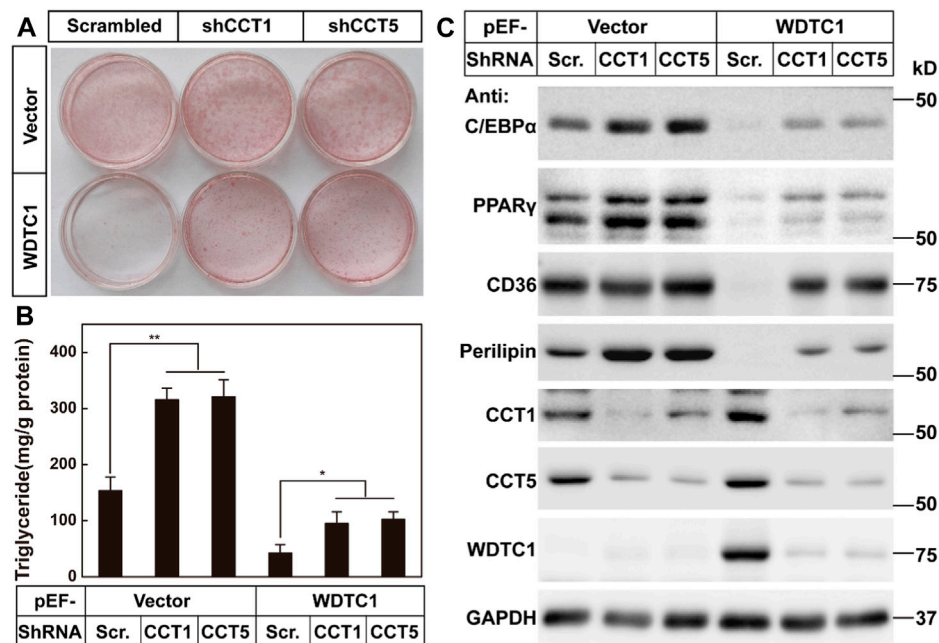 A
Scrambled shCCT1 shCCT5
Vector
WDTC1
B
Triglyceride(mg/g protein)
400
300
200
100
0
**
*
pEF- Vector WDTC1
ShRNA Scr. CCT1 CCT5 Scr. CCT1 CCT5
C
pEF- Vector WDTC1
ShRNA Scr. CCT1 CCT5 Scr. CCT1 CCT5 kD
Anti:
50
C/EBPα
PPARγ
50
CD36 75
Perilipin
50
CCT1
50
CCT5
50
WDTC1 75
GAPDH 37